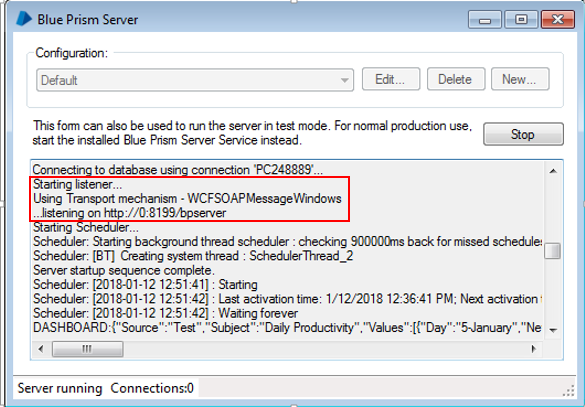 Blue Prism Server
Configuration:
Default
Edit...
Delete
New...
This form can also be used to run the server in test mode. For normal production use,
start the installed Blue Prism Server Service instead.
Stop
Connecting to database using connection 'PC248889'...
Starting listener...
Using Transport mechanism - WCFSOAPMessageWindows
...listening on http://0:8199/bpserver
Starting Scheduler...
Scheduler: Starting background thread scheduler : checking 900000ms back for missed schedules
Scheduler: [BT] Creating system thread : SchedulerThread_2
Server startup sequence complete.
Scheduler: [2018-01-12 12:51:41] : Starting
Scheduler: [2018-01-12 12:51:42] : Last activation time: 1/12/2018 12:36:41 PM; Next activation
Scheduler: [2018-01-12 12:51:42] : Waiting forever
DASHBOARD:{"Source":"Test","Subject":"Daily Productivity","Values":[{"Day":"5-January","Ne
Server running Connections:0